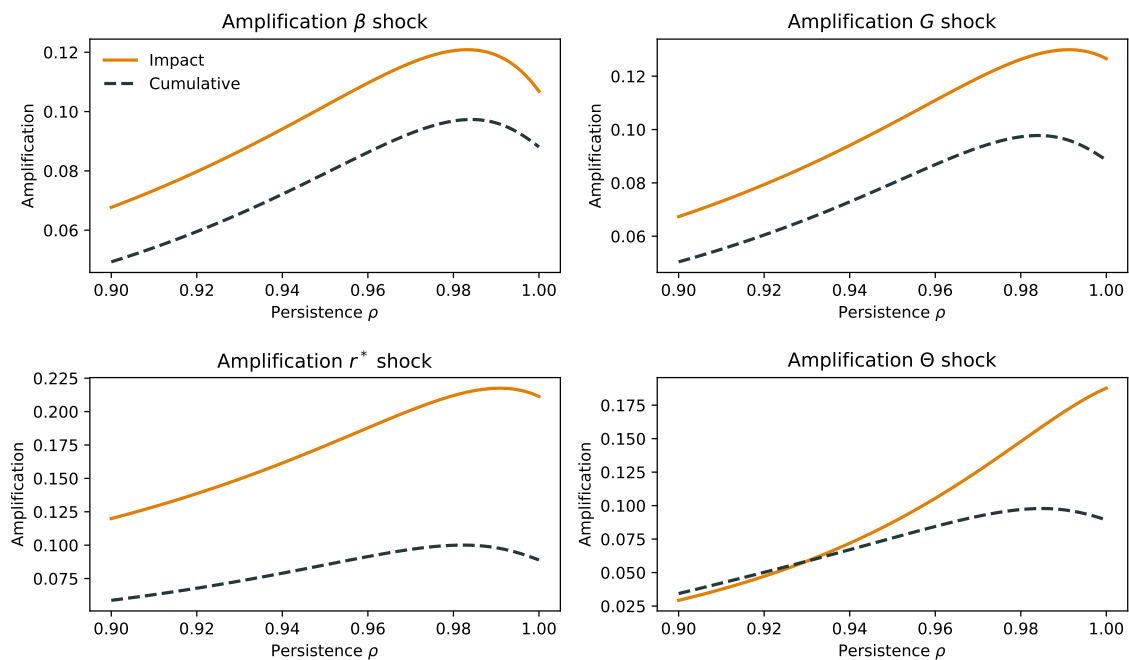 Amplification β shock
Amplification
0.12
0.10
0.08
0.06
Impact
Cumulative
0.90 0.92 0.94 0.96 0.98 1.00
Persistence ρ
Amplification G shock
Amplification
0.12
0.10
0.08
0.06
0.90 0.92 0.94 0.96 0.98 1.00
Persistence ρ
Amplification r* shock
Amplification
0.225
0.200
0.175
0.150
0.125
0.100
0.075
0.90 0.92 0.94 0.96 0.98 1.00
Persistence ρ
Amplification Θ shock
Amplification
0.175
0.150
0.125
0.100
0.075
0.050
0.025
0.90 0.92 0.94 0.96 0.98 1.00
Persistence ρ